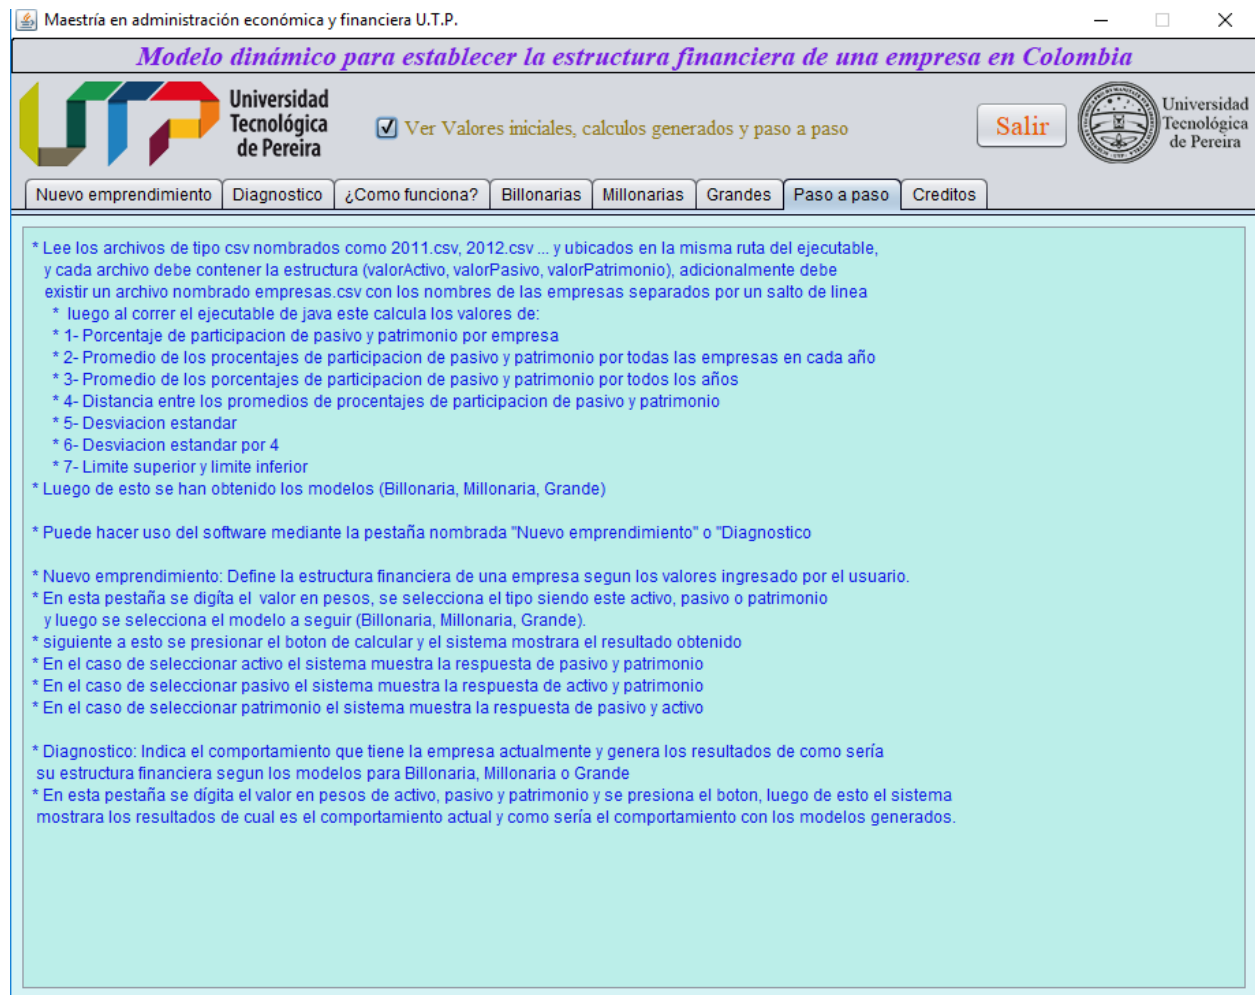 Maestría en administración económica y financiera U.T.P.
Modelo dinámico para establecer la estructura financiera de una empresa en Colombia
Universidad
Tecnológica
de Pereira
Ver Valores iniciales, calculos generados y paso a paso
Salir
Universidad
Tecnológica
de Pereira
Nuevo emprendimiento Diagnostico ¿Como funciona? Billonarias Millonarias Grandes Paso a paso Creditos
* Lee los archivos de tipo csv nombrados como 2011.csv, 2012.csv ... y ubicados en la misma ruta del ejecutable,
y cada archivo debe contener la estructura (valorActivo, valorPasivo, valorPatrimonio), adicionalmente debe
existir un archivo nombrado empresas.csv con los nombres de las empresas separados por un salto de linea
* luego al correr el ejecutable de java este calcula los valores de:
* 1- Porcentaje de participacion de pasivo y patrimonio por empresa
* 2- Promedio de los procentajes de participacion de pasivo y patrimonio por todas las empresas en cada año
* 3- Promedio de los porcentajes de participacion de pasivo y patrimonio por todos los años
* 4- Distancia entre los promedios de procentajes de participacion de pasivo y patrimonio
* 5- Desviacion estandar
* 6- Desviacion estandar por 4
* 7- Limite superior y limite inferior
* Luego de esto se han obtenido los modelos (Billonaria, Millonaria, Grande)
* Puede hacer uso del software mediante la pestaña nombrada "Nuevo emprendimiento" o "Diagnostico
* Nuevo emprendimiento: Define la estructura financiera de una empresa segun los valores ingresado por el usuario.
* En esta pestaña se digíta el valor en pesos, se selecciona el tipo siendo este activo, pasivo o patrimonio
y luego se selecciona el modelo a seguir (Billonaria, Millonaria, Grande).
* siguiente a esto se presionar el boton de calcular y el sistema mostrara el resultado obtenido
* En el caso de seleccionar activo el sistema muestra la respuesta de pasivo y patrimonio
* En el caso de seleccionar pasivo el sistema muestra la respuesta de activo y patrimonio
* En el caso de seleccionar patrimonio el sistema muestra la respuesta de pasivo y activo
* Diagnostico: Indica el comportamiento que tiene la empresa actualmente y genera los resultados de como sería
su estructura financiera segun los modelos para Billonaria, Millonaria o Grande
* En esta pestaña se dígita el valor en pesos de activo, pasivo y patrimonio y se presiona el boton, luego de esto el sistema
mostrara los resultados de cual es el comportamiento actual y como sería el comportamiento con los modelos generados.